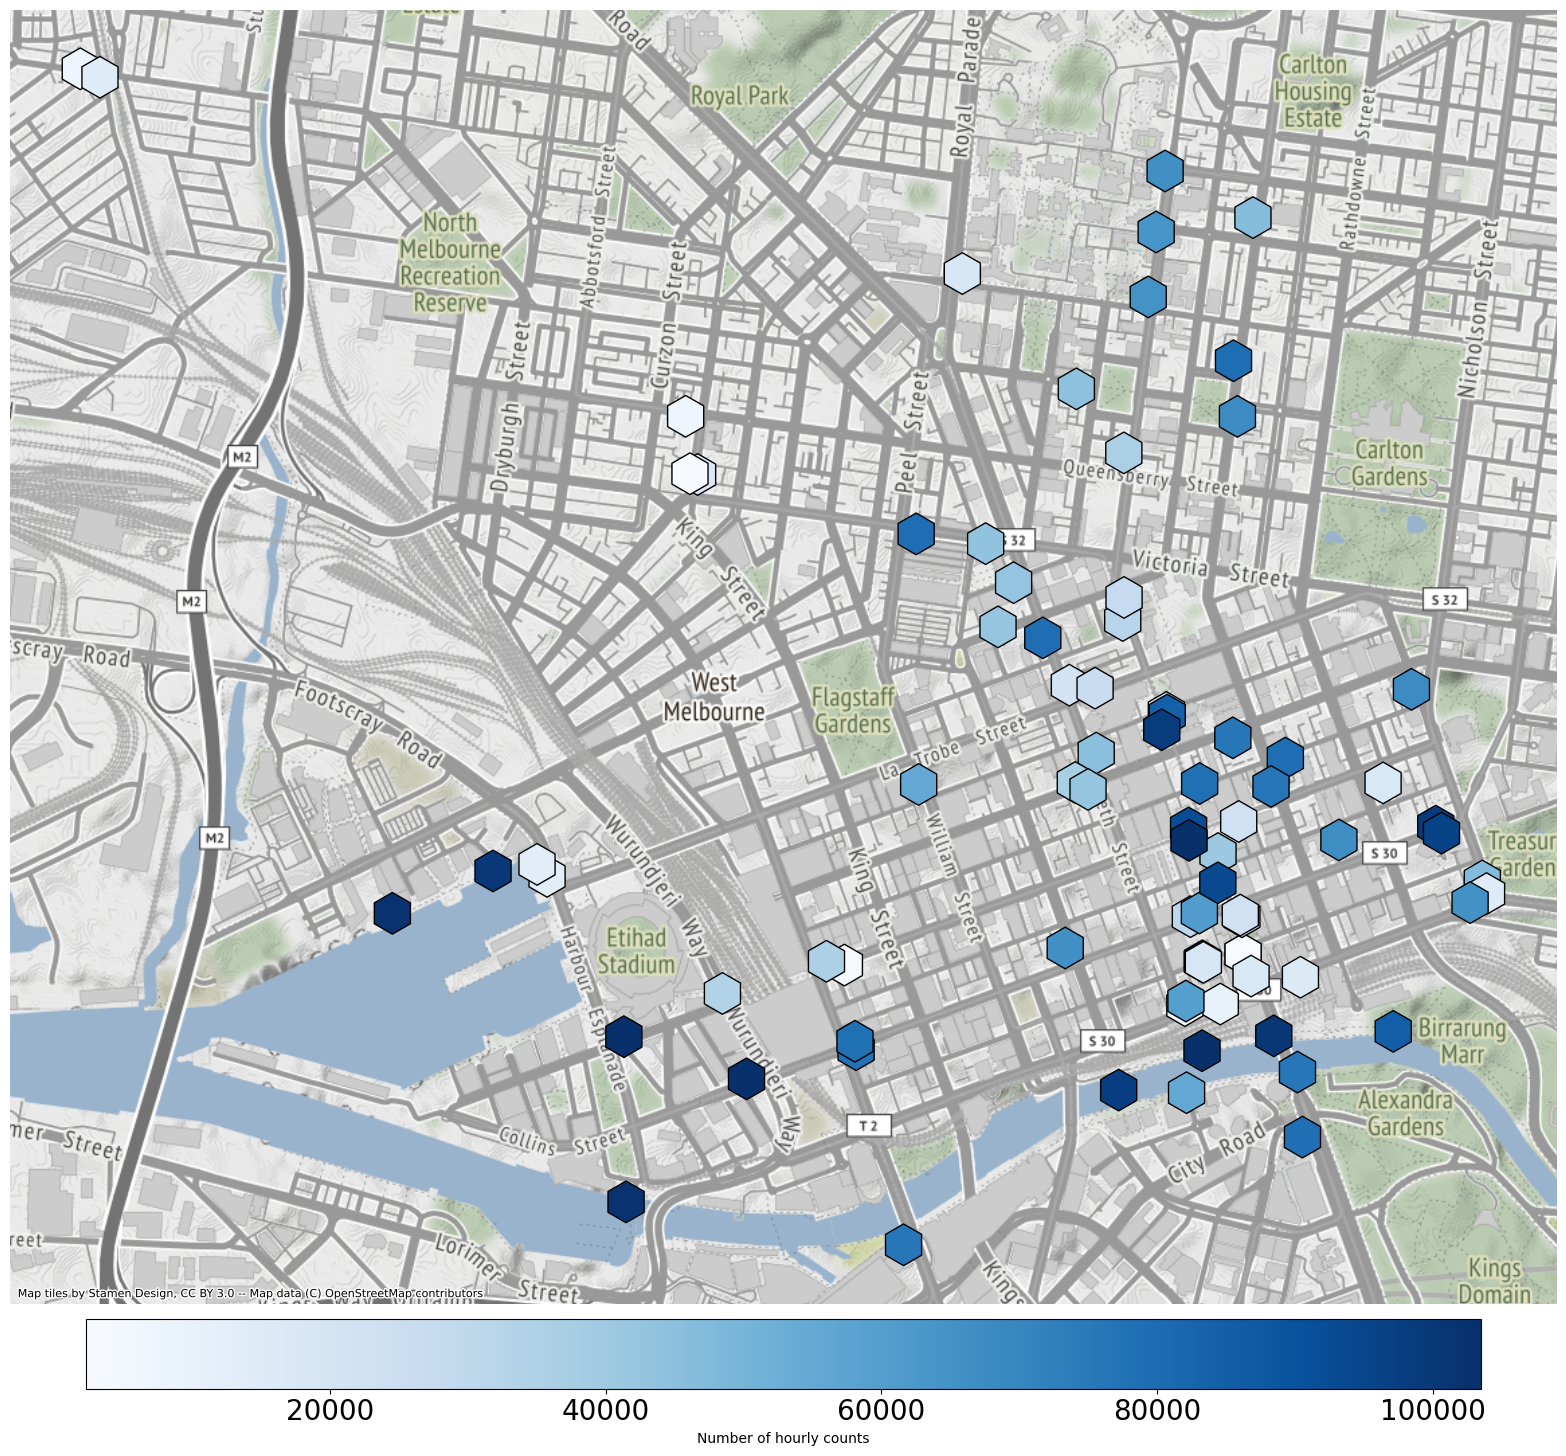 Road
Royal Park
Royal Parade
Carlton
Housing
Estate
Rathdowne Street
North
Melbourne
Recreation
Reserve
Abbotsford Street
Curzon Street
Dryburgh Street
Peel Street
Nicholson Street
Carlton
Gardens
Queensberry Street
M2
King Street
S 32
Victoria Street
M2
S 32
Road
Footscray Road
West
Melbourne
Flagstaff
Gardens
La Trobe Street
M2
Wurundjeri Way
William Street
King Street
Street
S 30
Gardens
Harbour Esplanade
Etihad
Stadium
Wurundjeri Way
S 30
Birrarung
Marr
Alexandra
Gardens
T 2
Collins Street
City Road
Street
Lorimer Street
Kings
Kings
Domain
Map tiles by Stamen Design, CC BY 3.0 -- Map data (C) OpenStreetMap contributors
20000 40000 60000 80000 100000
Number of hourly counts